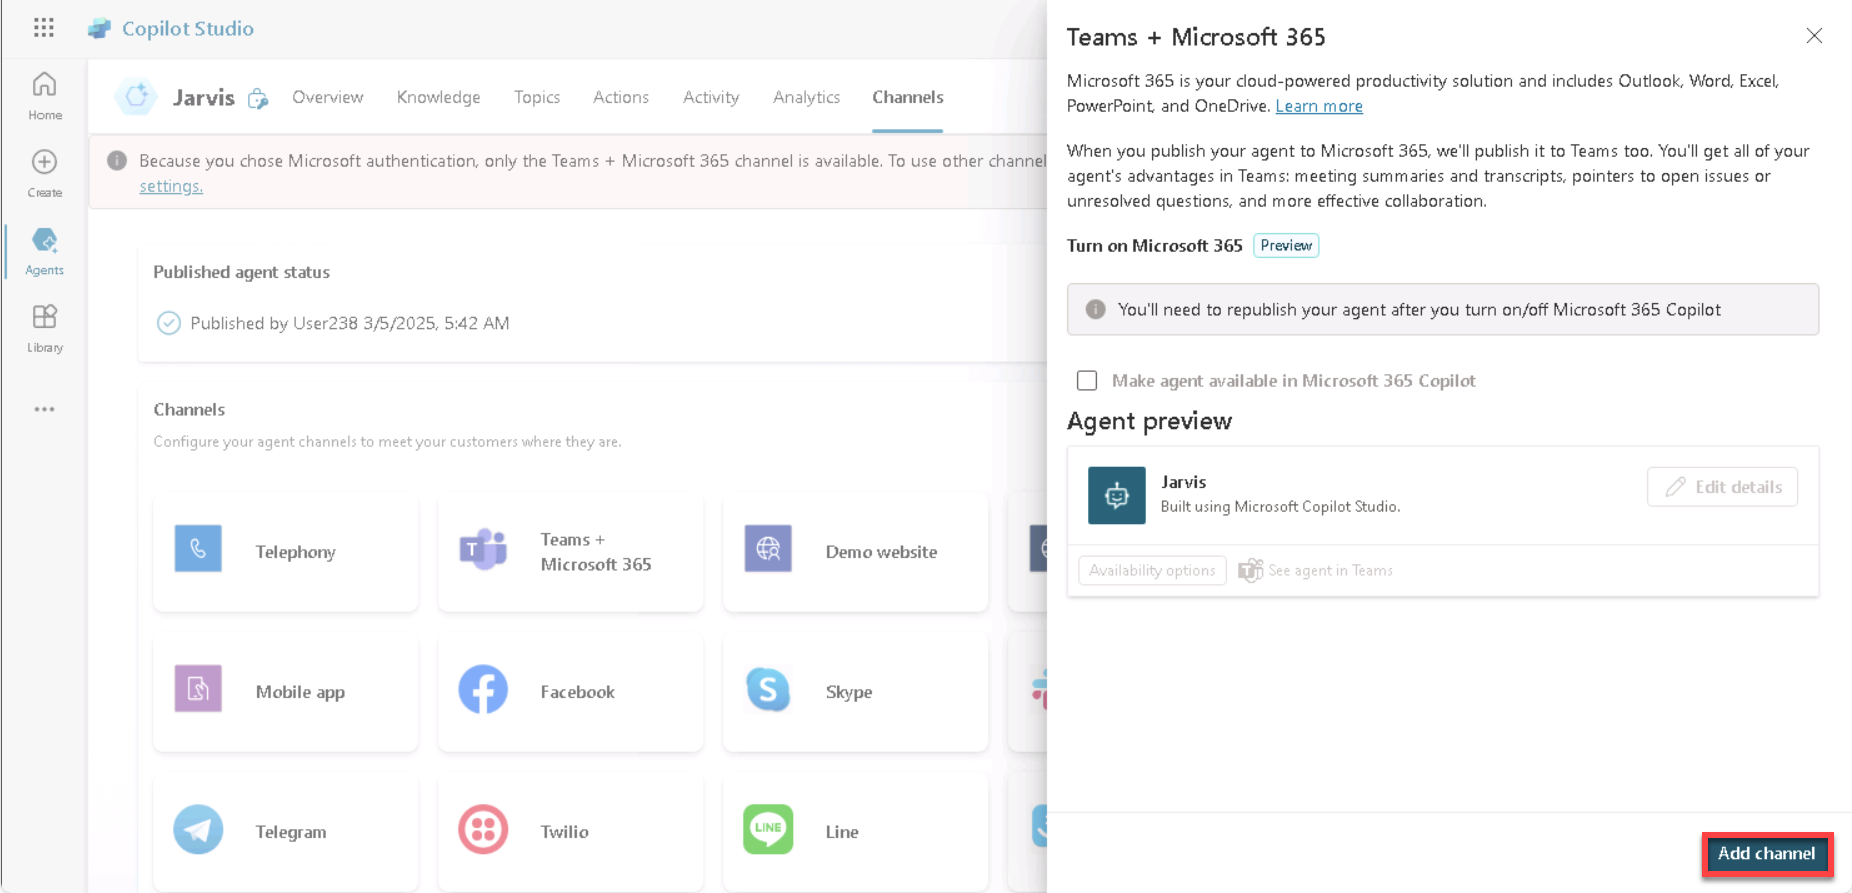 Copilot Studio
Home
Create
Agents
Library
Jarvis
Overview
Knowledge
Topics
Actions
Activity
Analytics
Channels
Because you chose Microsoft authentication, only the Teams + Microsoft 365 channel is available. To use other channel
settings.
Published agent status
Published by User238 3/5/2025, 5:42 AM
Channels
Configure your agent channels to meet your customers where they are.
Telephony
T
Teams +
Microsoft 365
Demo website
Mobile app
Facebook
S
Skype
Telegram
Twilio
LINE
Line
Teams + Microsoft 365
Microsoft 365 is your cloud-powered productivity solution and includes Outlook, Word, Excel,
PowerPoint, and OneDrive. Learn more
When you publish your agent to Microsoft 365, we'll publish it to Teams too. You'll get all of your
agent's advantages in Teams: meeting summaries and transcripts, pointers to open issues or
unresolved questions, and more effective collaboration.
Turn on Microsoft 365 Preview
You'll need to republish your agent after you turn on/off Microsoft 365 Copilot
Make agent available in Microsoft 365 Copilot
Agent preview
Jarvis
Built using Microsoft Copilot Studio.
Edit details
Availability options
See agent in Teams
Add channel